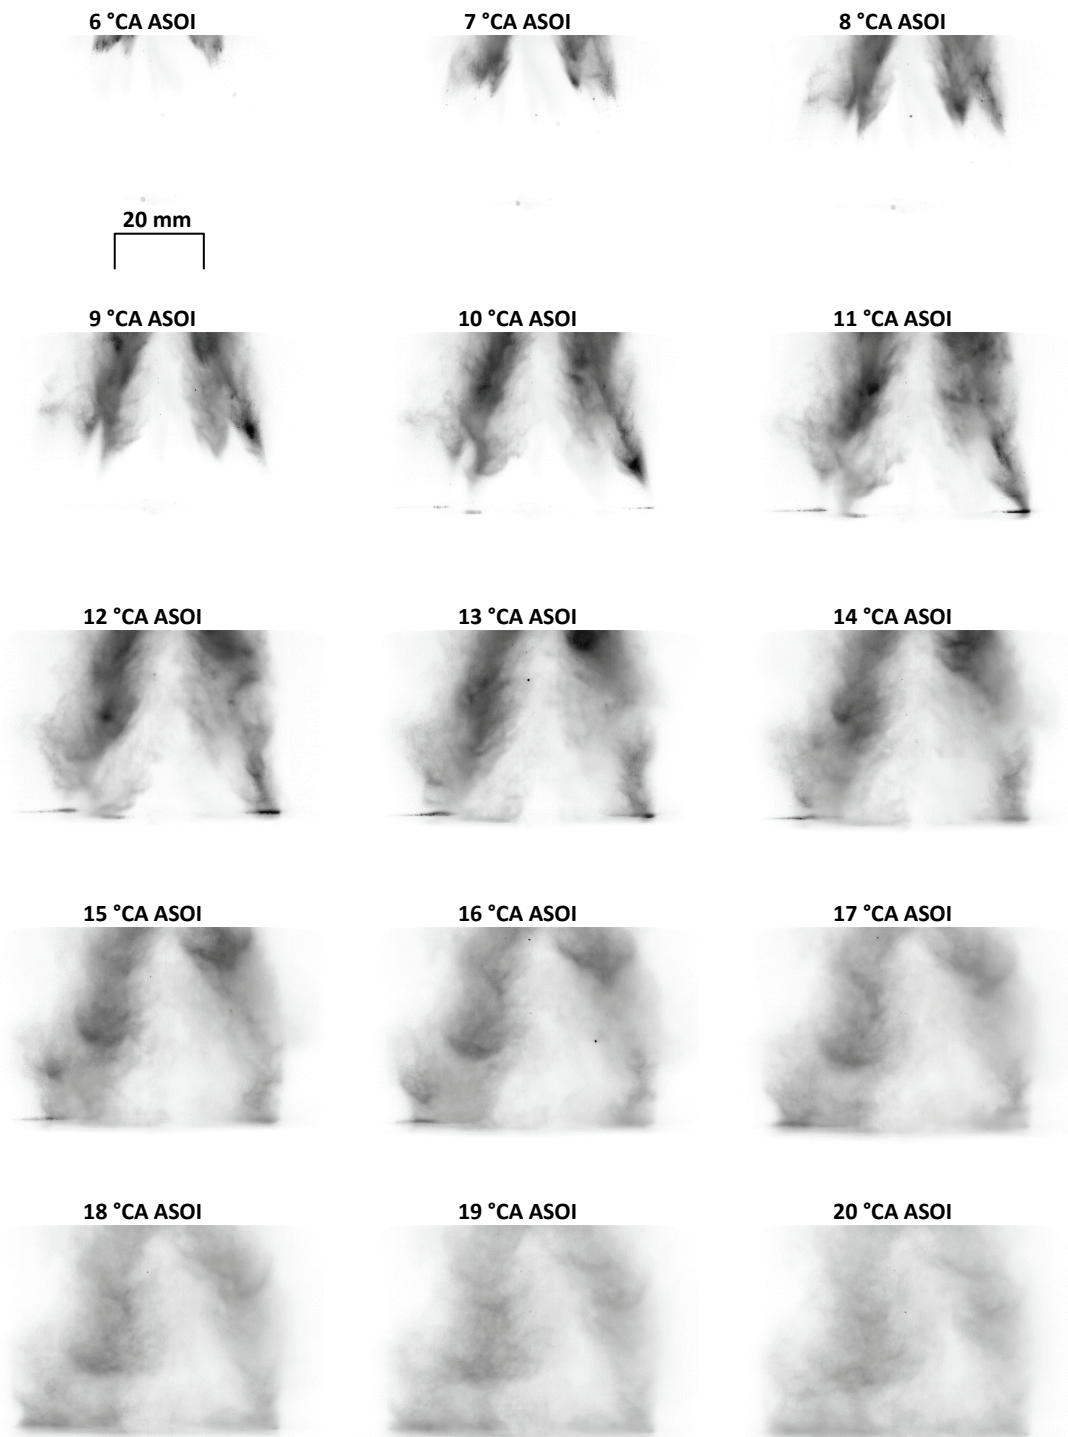 6 °CA ASOI
7 °CA ASOI
8 °CA ASOI
20 mm
9 °CA ASOI
10 °CA ASOI
11 °CA ASOI
12 °CA ASOI
13 °CA ASOI
14 °CA ASOI
15 °CA ASOI
16 °CA ASOI
17 °CA ASOI
18 °CA ASOI
19 °CA ASOI
20 °CA ASOI